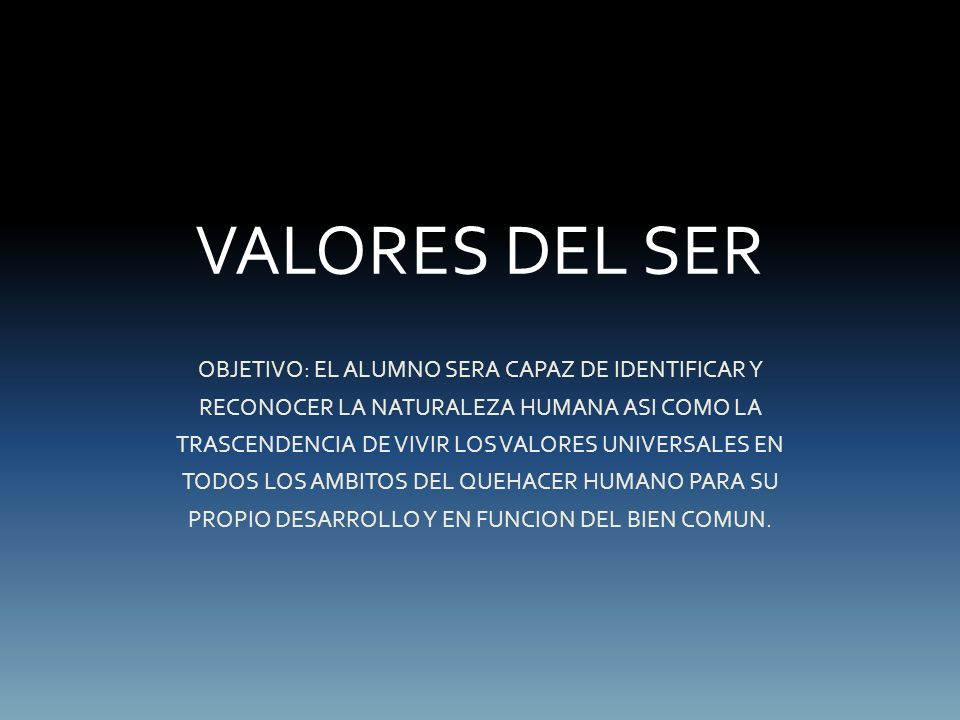 VALORES DEL SER
OBJETIVO: EL ALUMNO SERA CAPAZ DE IDENTIFICAR Y
RECONOCER LA NATURALEZA HUMANA ASI COMO LA
TRASCENDENCIA DE VIVIR LOS VALORES UNIVERSALES EN
TODOS LOS AMBITOS DEL QUEHACER HUMANO PARA SU
PROPIO DESARROLLO Y EN FUNCION DEL BIEN COMUN.